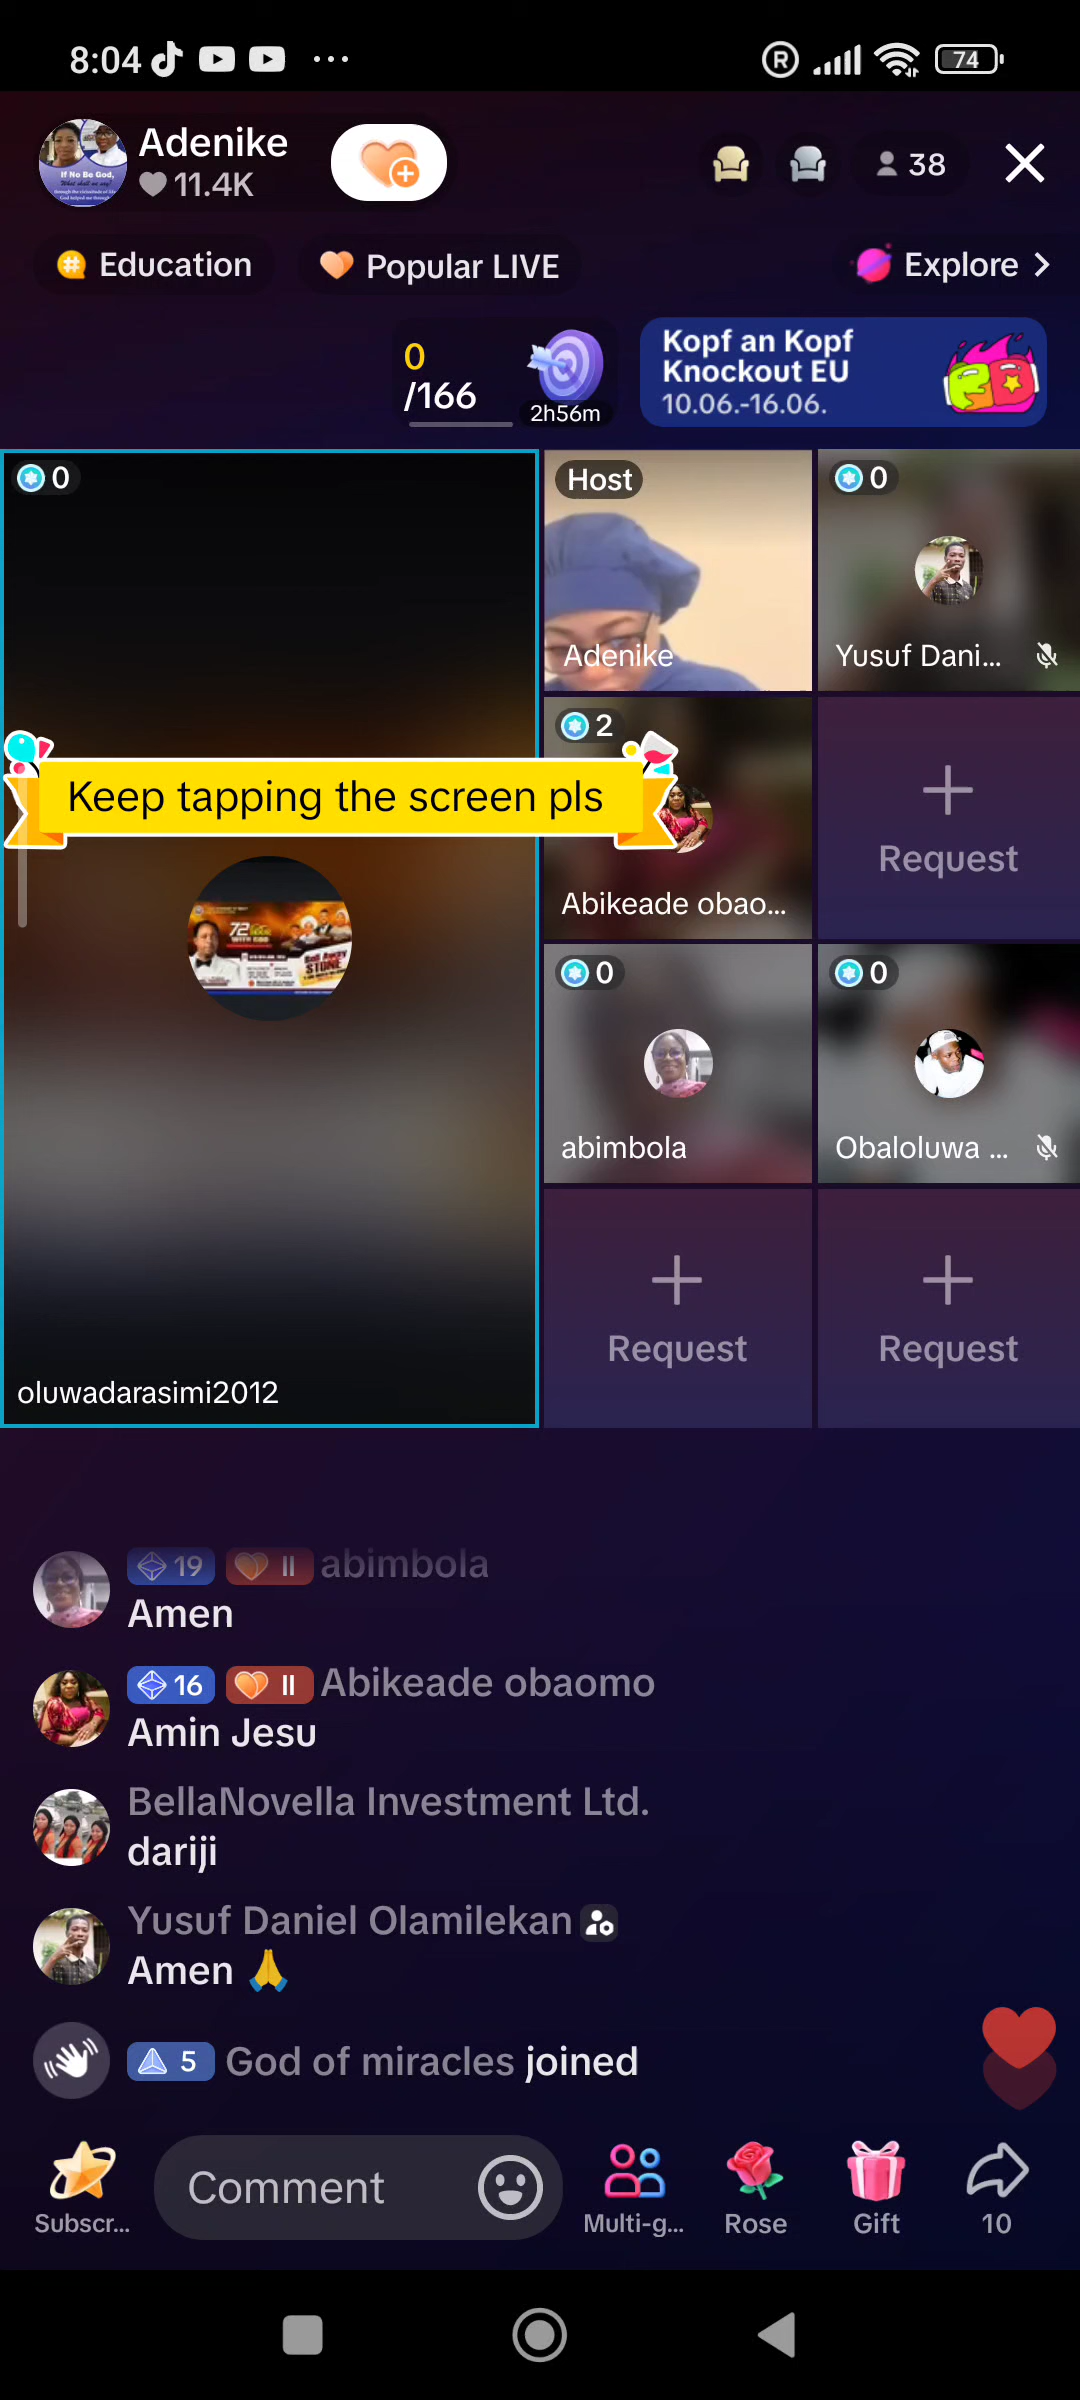 8:04
74
Adenike
11.4K
38
Education
Popular LIVE
Explore
0
/166
2h56m
Kopf an Kopf
Knockout EU
10.06.-16.06.
0
Host
Adenike
0
Yusuf Dani...
Keep tapping the screen pls
2
Abikeade obao...
Request
0
abimbola
0
Obaloluwa ...
oluwadarasimi2012
Request
Request
19 II abimbola
Amen
16 II Abikeade obaomo
Amin Jesu
BellaNovella Investment Ltd.
dariji
Yusuf Daniel Olamilekan
Amen 🙏
5 God of miracles joined
Subscr...
Comment
Multi-g...
Rose
Gift
10